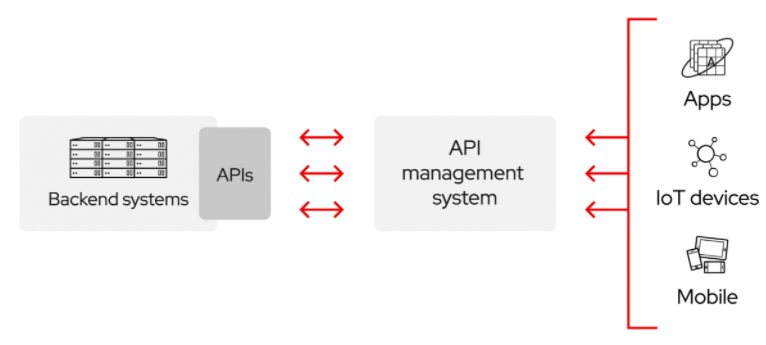 Backend systems
APIs
API
management
system
Apps
A
IoT devices
Mobile